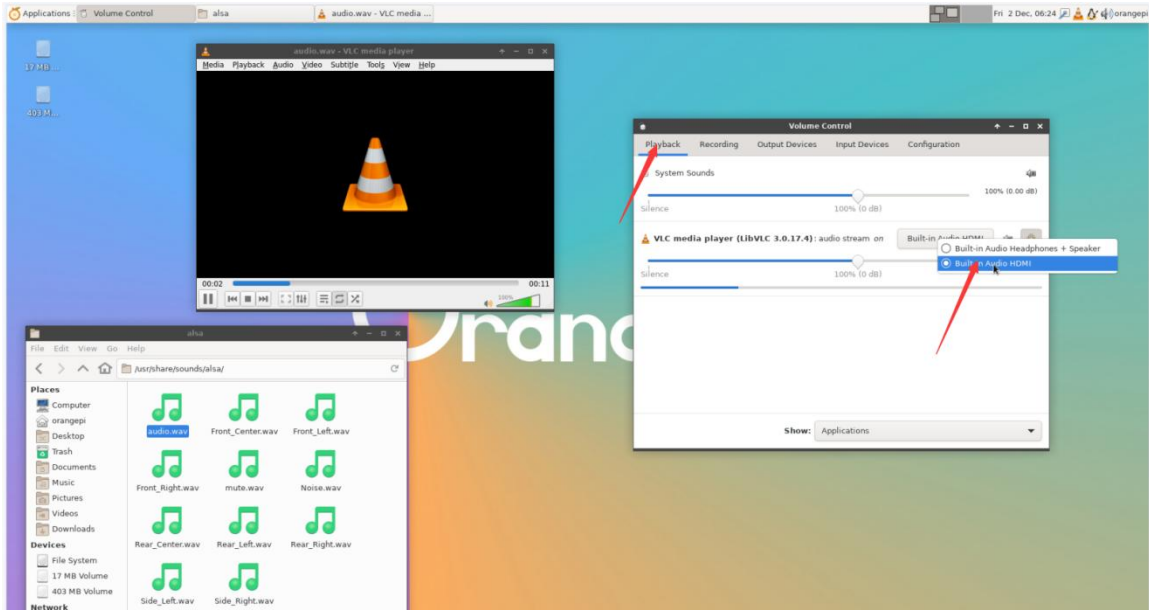 Applications
Volume Control
alsa
audio.wav - VLC media ...
Fri 2 Dec, 06:24
orangepi
17 MB ...
403 M...
audio.wav - VLC media player
Media Playback Audio Video Subtitle Tools View Help
00:02
00:11
100%
Volume Control
Playback Recording Output Devices Input Devices Configuration
System Sounds
100% (0.00 dB)
Silence
100% (0 dB)
VLC media player (LibVLC 3.0.17.4): audio stream on
Built-in Audio HDMI
Built-in Audio Headphones + Speaker
Built-in Audio HDMI
Silence
100% (0 dB)
Show: Applications
Oran
alsa
File Edit View Go Help
/usr/share/sounds/alsa/
Places
Computer
orangepi
Desktop
Trash
Documents
Music
Pictures
Videos
Downloads
Devices
File System
17 MB Volume
403 MB Volume
Network
audio.wav Front_Center.wav Front_Left.wav
Front_Right.wav mute.wav Noise.wav
Rear_Center.wav Rear_Left.wav Rear_Right.wav
Side_Left.wav Side_Right.wav